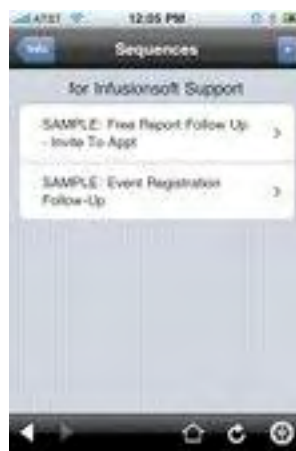 AT&T 12:05 PM
Info Sequences +
for Infusionsoft Support
SAMPLE: Free Report Follow Up
- Invite To Appt
SAMPLE: Event Registration
Follow-Up